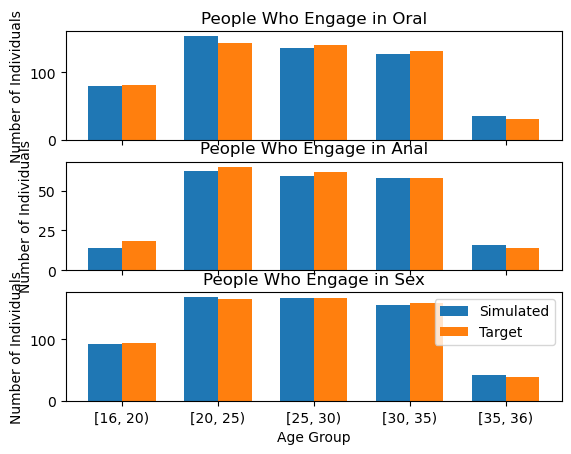 People Who Engage in Oral
Number of Individuals
100
0
People Who Engage in Anal
Number of Individuals
50
25
0
People Who Engage in Sex
Number of Individuals
100
0
Simulated
Target
[16, 20)
[20, 25)
[25, 30)
[30, 35)
[35, 36)
Age Group